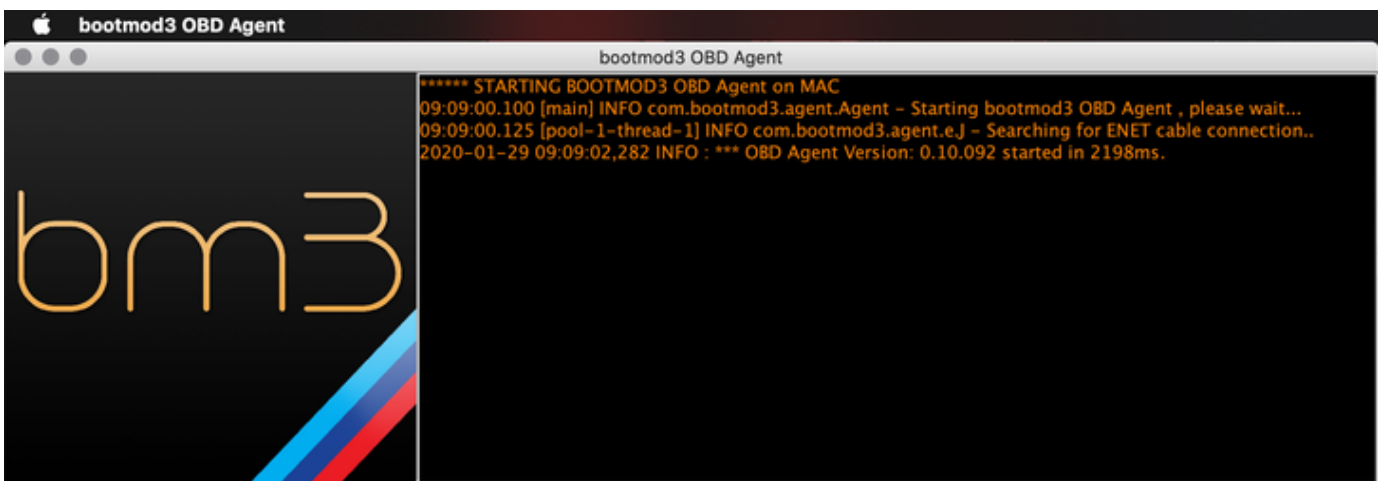 bootmod3 OBD Agent
bootmod3 OBD Agent
****** STARTING BOOTMOD3 OBD Agent on MAC
09:09:00.100 [main] INFO com.bootmod3.agent.Agent – Starting bootmod3 OBD Agent , please wait...
09:09:00.125 [pool-1-thread-1] INFO com.bootmod3.agent.e.J – Searching for ENET cable connection..
2020-01-29 09:09:02,282 INFO : *** OBD Agent Version: 0.10.092 started in 2198ms.
bm3